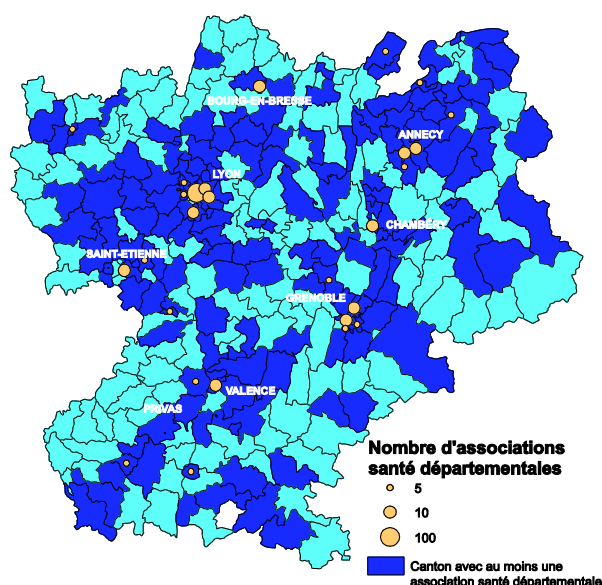 BOURG-EN-BRESSE
ANNECY
LYON
CHAMBÉRY
SAINT-ETIENNE
GRENOBLE
VALENCE
PRIVAS
Nombre d'associations
santé départementales
5
10
100
Canton avec au moins une
association santé départementale